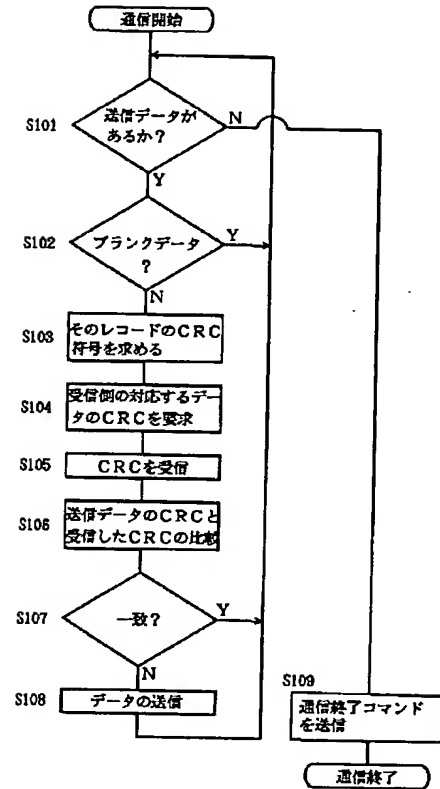 通信開始
S101
送信データが
あるか？
N
Y
S102
ブランクデータ
？
Y
N
S103
そのレコードのCRC
符号を求める
S104
受信側の対応するデー
タのCRCを要求
S105
CRCを受信
S106
送信データのCRCと
受信したCRCの比較
S107
一致？
Y
N
S108
データの送信
S109
通信終了コマンド
を送信
通信終了